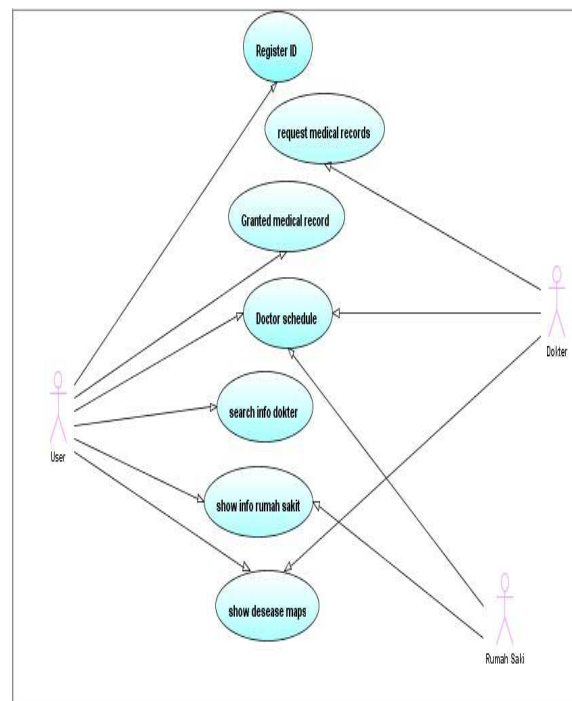 Register ID
request medical records
Granted medical record
Doctor schedule
Dokter
search info dokter
User
show info rumah sakit
show desease maps
Rumah Saki